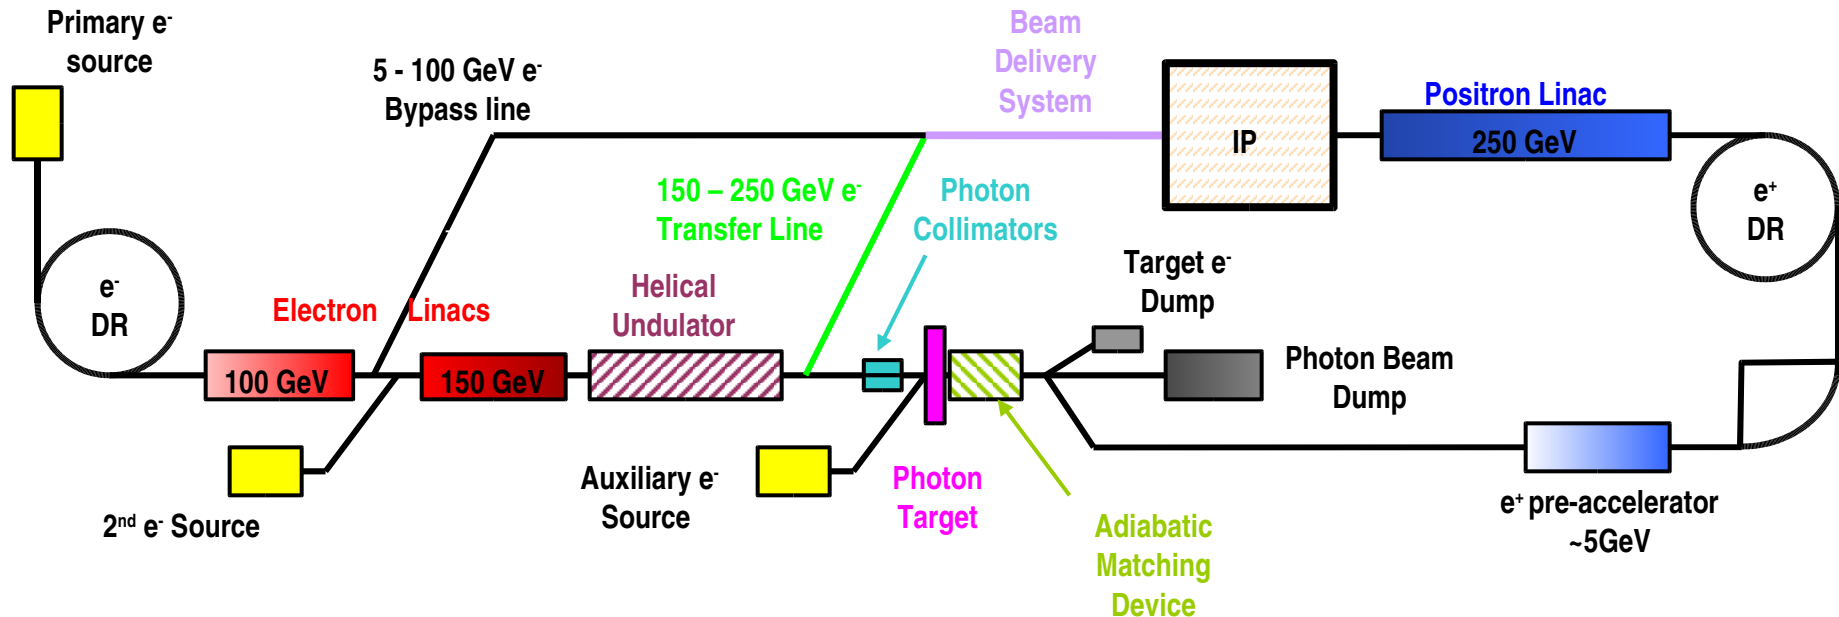 Primary e⁻
source
5 - 100 GeV e⁻
Bypass line
Beam
Delivery
System
IP
Positron Linac
250 GeV
e⁺
DR
150 – 250 GeV e⁻
Transfer Line
Photon
Collimators
Target e⁻
Dump
e⁻
DR
Electron Linacs
Helical
Undulator
100 GeV
150 GeV
Photon Beam
Dump
2ⁿᵈ e⁻ Source
Auxiliary e⁻
Source
Photon
Target
Adiabatic
Matching
Device
e⁺ pre-accelerator
~5GeV